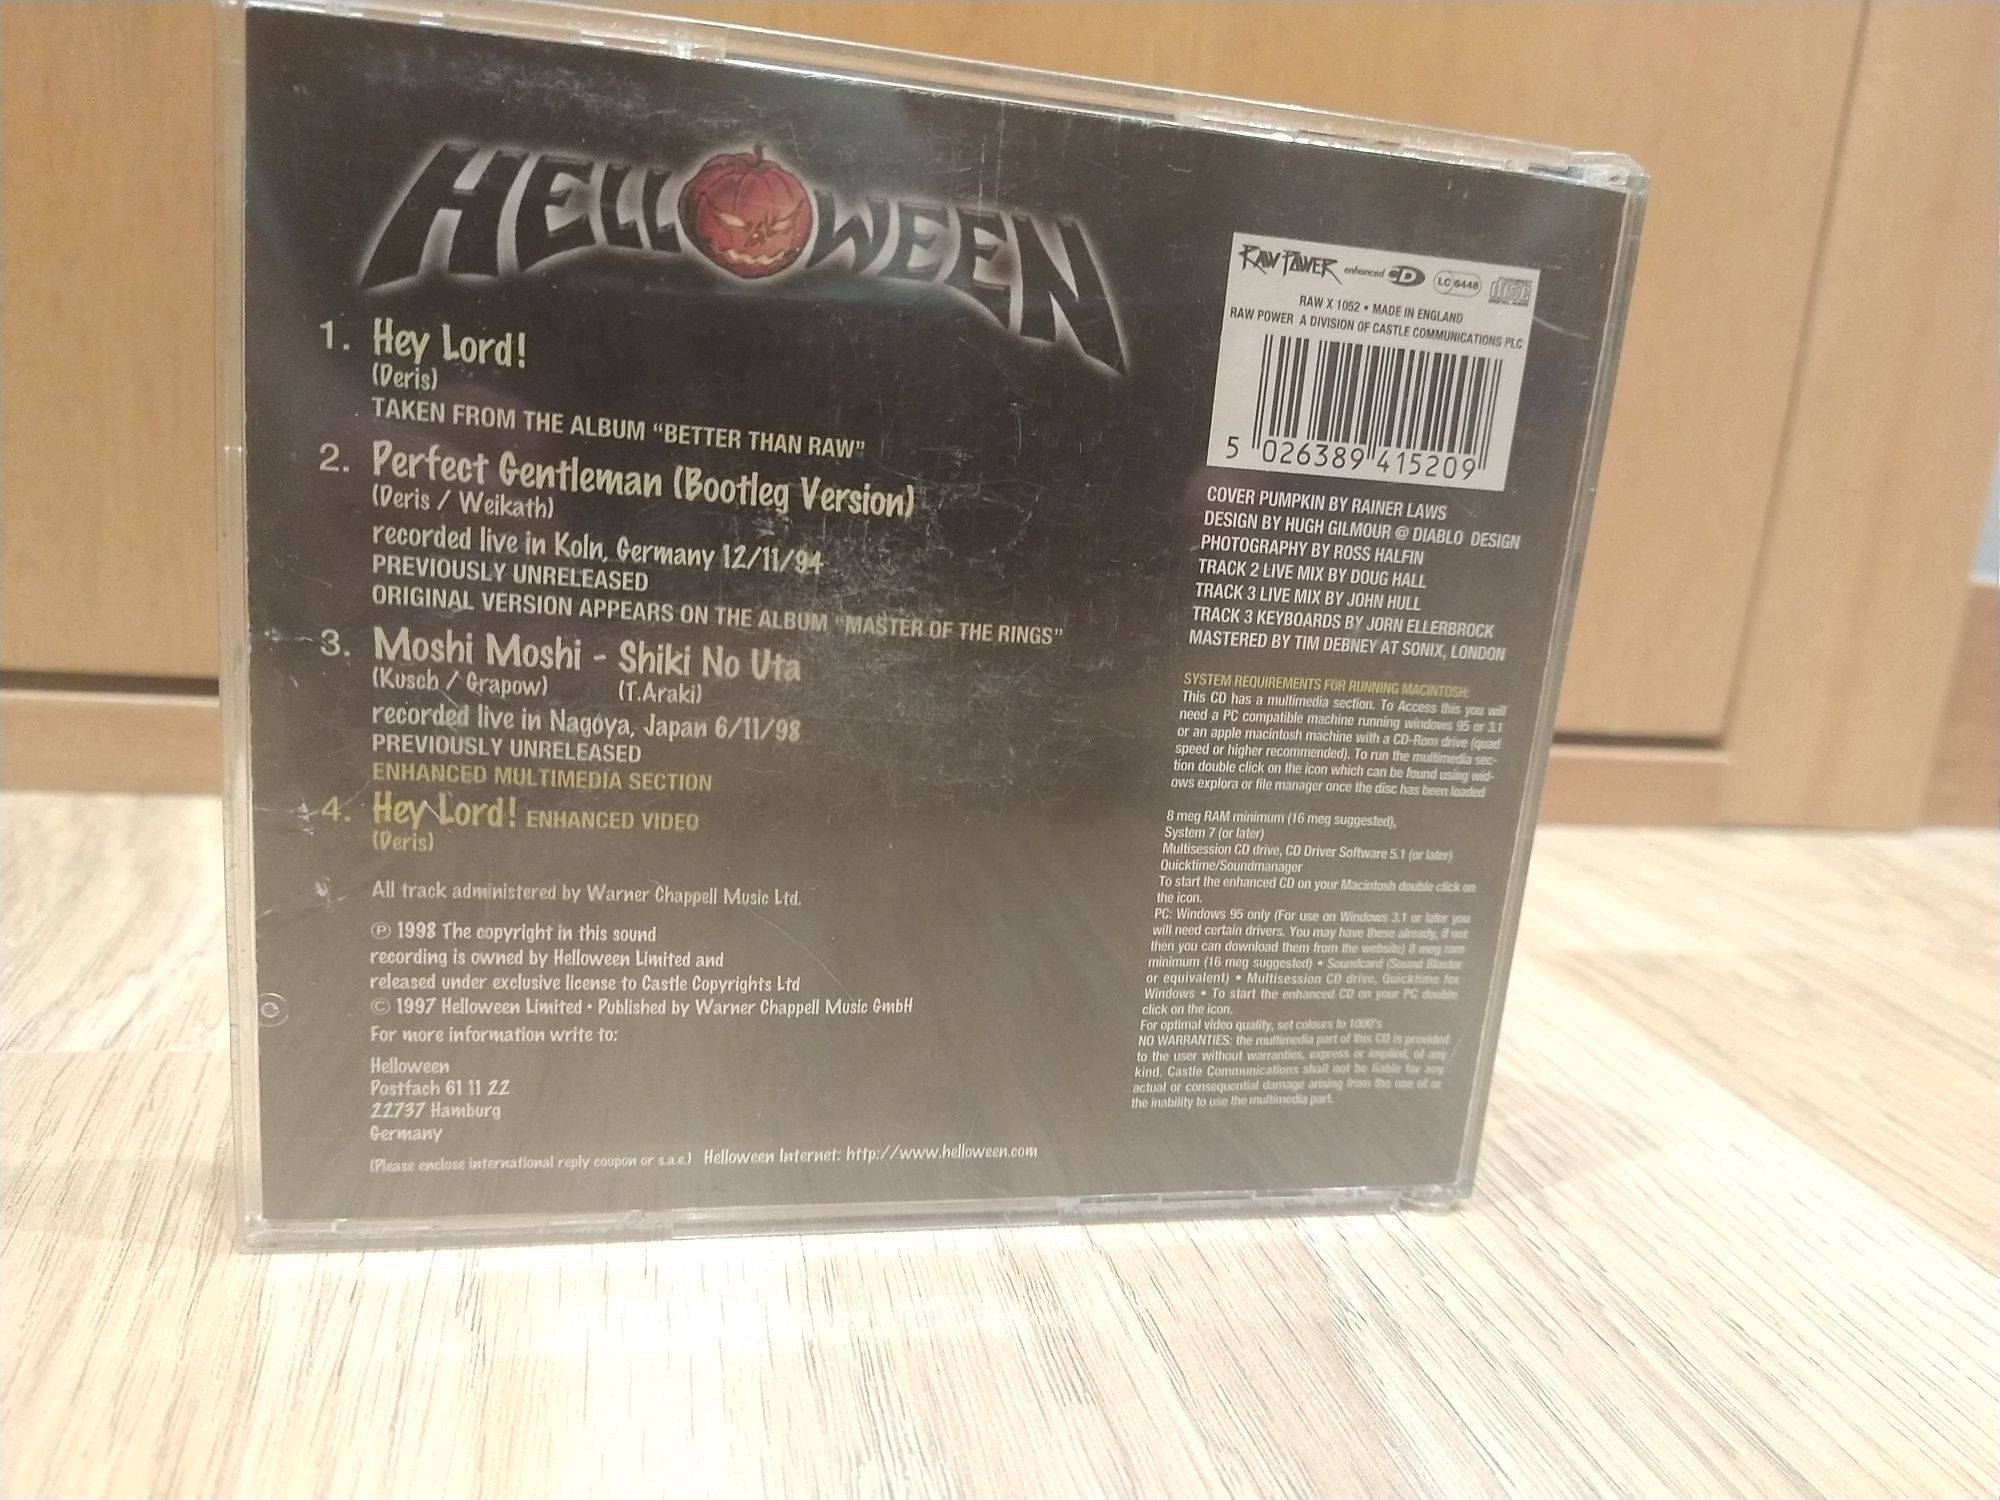 HELLOWEEN
1. Hey Lord!
(Deris)
TAKEN FROM THE ALBUM “BETTER THAN RAW”
2. Perfect Gentleman (Bootleg Version)
(Deris / Weikath)
recorded live in Koln, Germany 12/11/94
PREVIOUSLY UNRELEASED
ORIGINAL VERSION APPEARS ON THE ALBUM “MASTER OF THE RINGS”
3. Moshi Moshi - Shiki No Uta
(Kusch / Grapow) (T.Araki)
recorded live in Nagoya, Japan 6/11/98
PREVIOUSLY UNRELEASED
ENHANCED MULTIMEDIA SECTION
4. Hey Lord! ENHANCED VIDEO
(Deris)
All track administered by Warner Chappell Music Ltd.
℗ 1998 The copyright in this sound
recording is owned by Helloween Limited and
released under exclusive license to Castle Copyrights Ltd
© 1997 Helloween Limited • Published by Warner Chappell Music GmbH
For more information write to:
Helloween
Postfach 61 11 22
22737 Hamburg
Germany
(Please enclose international reply coupon or s.a.e.) Helloween Internet: http://www.helloween.com
RAW POWER enhanced CD LC 6448 disc DIGITAL AUDIO
RAW X 1052 • MADE IN ENGLAND
RAW POWER A DIVISION OF CASTLE COMMUNICATIONS PLC
5 026389 415209
COVER PUMPKIN BY RAINER LAWS
DESIGN BY HUGH GILMOUR @ DIABLO DESIGN
PHOTOGRAPHY BY ROSS HALFIN
TRACK 2 LIVE MIX BY DOUG HALL
TRACK 3 LIVE MIX BY JOHN HULL
TRACK 3 KEYBOARDS BY JORN ELLERBROCK
MASTERED BY TIM DEBNEY AT SONIX, LONDON
SYSTEM REQUIREMENTS FOR RUNNING MACINTOSH:
This CD has a multimedia section. To Access this you will
need a PC compatible machine running windows 95 or 3.1
or an apple macintosh machine with a CD-Rom drive (quad
speed or higher recommended). To run the multimedia sec-
tion double click on the icon which can be found using wid-
ows explora or file manager once the disc has been loaded
8 meg RAM minimum (16 meg suggested),
System 7 (or later)
Multisession CD drive, CD Driver Software 5.1 (or later)
Quicktime/Soundmanager
To start the enhanced CD on your Macintosh double click on
the icon.
PC: Windows 95 only (For use on Windows 3.1 or later you
will need certain drivers. You may have these already, if not
then you can download them from the website) 8 meg ram
minimum (16 meg suggested) • Soundcard (Sound Blaster
or equivalent) • Multisession CD drive, Quicktime for
Windows • To start the enhanced CD on your PC double
click on the icon.
For optimal video quality, set colours to 1000's
NO WARRANTIES: the multimedia part of this CD is provided
to the user without warranties, express or implied, of any
kind. Castle Communications shall not be liable for any
actual or consequential damage arising from the use of or
the inability to use the multimedia part.